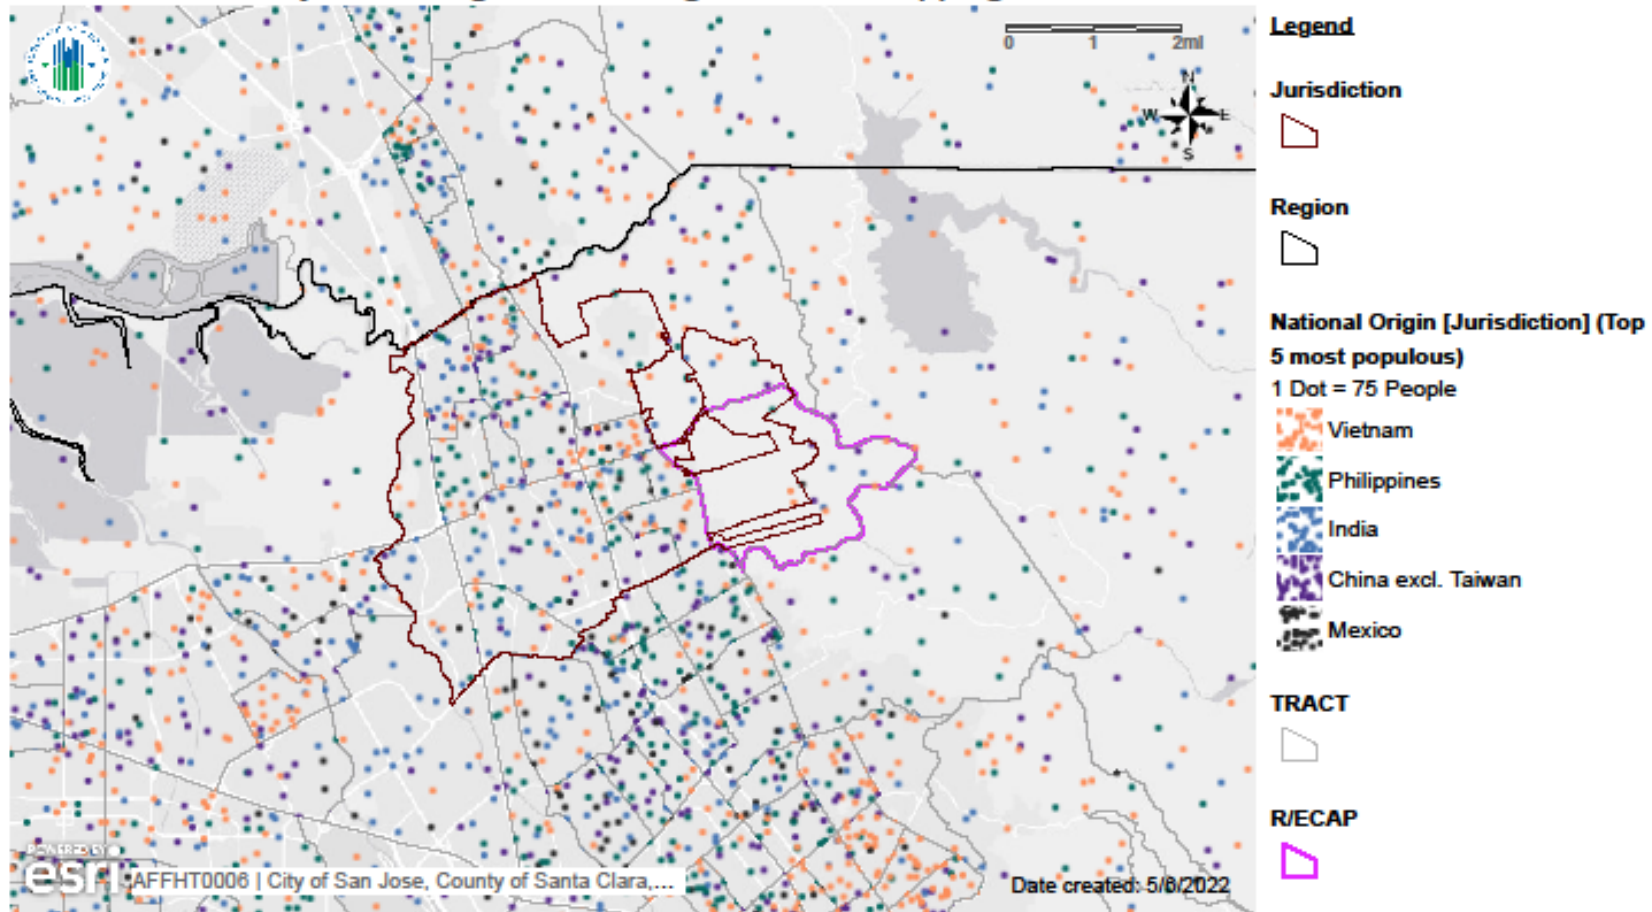 0 1 2mi
N
W E
S
Legend
Jurisdiction
Region
National Origin [Jurisdiction] (Top
5 most populous)
1 Dot = 75 People
Vietnam
Philippines
India
China excl. Taiwan
Mexico
TRACT
R/ECAP
POWERED BY
esri
AFFHT0006 | City of San Jose, County of Santa Clara,...
Date created: 5/8/2022